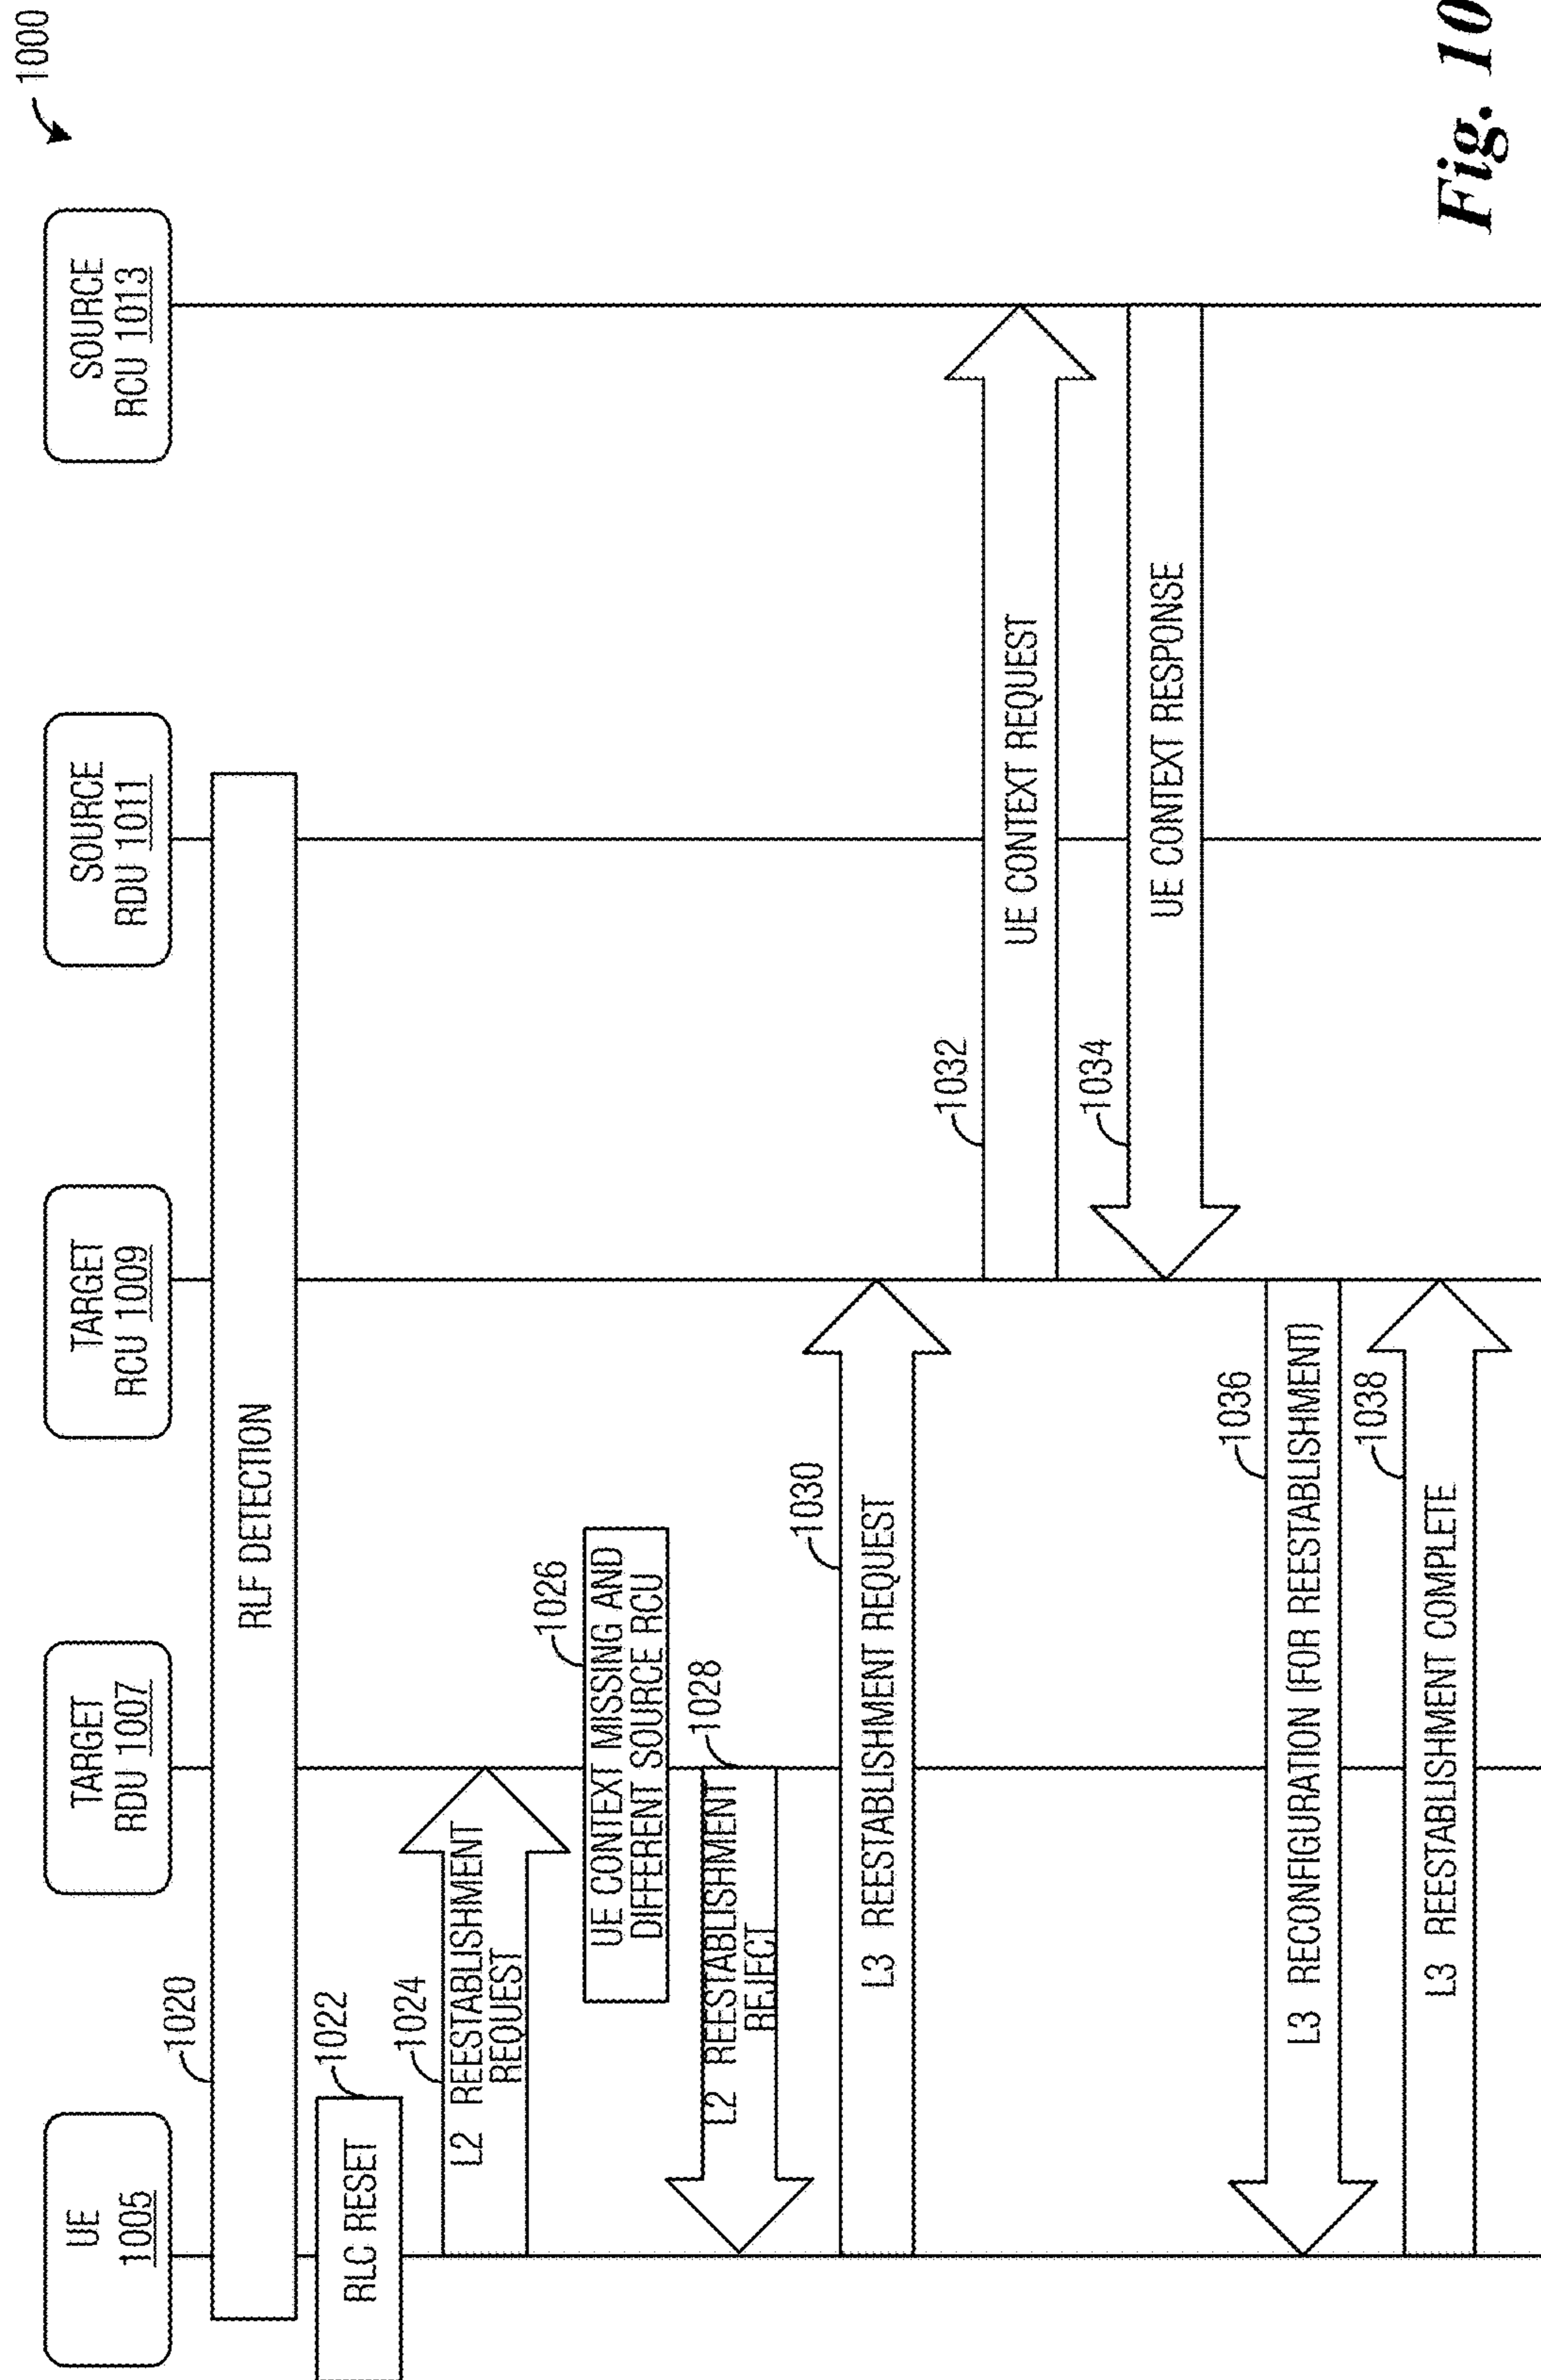 1000
UE
1005
TARGET
RDU 1007
TARGET
RCU 1009
SOURCE
RDU 1011
SOURCE
RCU 1013
1020
RLF DETECTION
1022
RLC RESET
1024
L2 REESTABLISHMENT
REQUEST
1026
UE CONTEXT MISSING AND
DIFFERENT SOURCE RCU
1028
L2 REESTABLISHMENT
REJECT
1030
L3 REESTABLISHMENT REQUEST
1032
UE CONTEXT REQUEST
1034
UE CONTEXT RESPONSE
1036
L3 RECONFIGURATION (FOR REESTABLISHMENT)
1038
L3 REESTABLISHMENT COMPLETE
Fig. 10